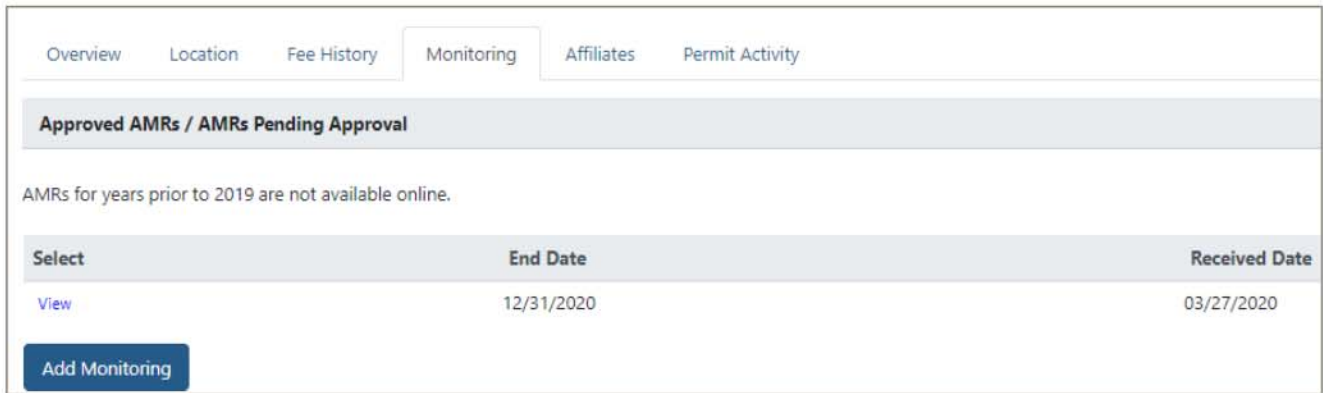 Overview Location Fee History Monitoring Affiliates Permit Activity
Approved AMRs / AMRs Pending Approval
AMRs for years prior to 2019 are not available online.
Select End Date Received Date
View 12/31/2020 03/27/2020
Add Monitoring